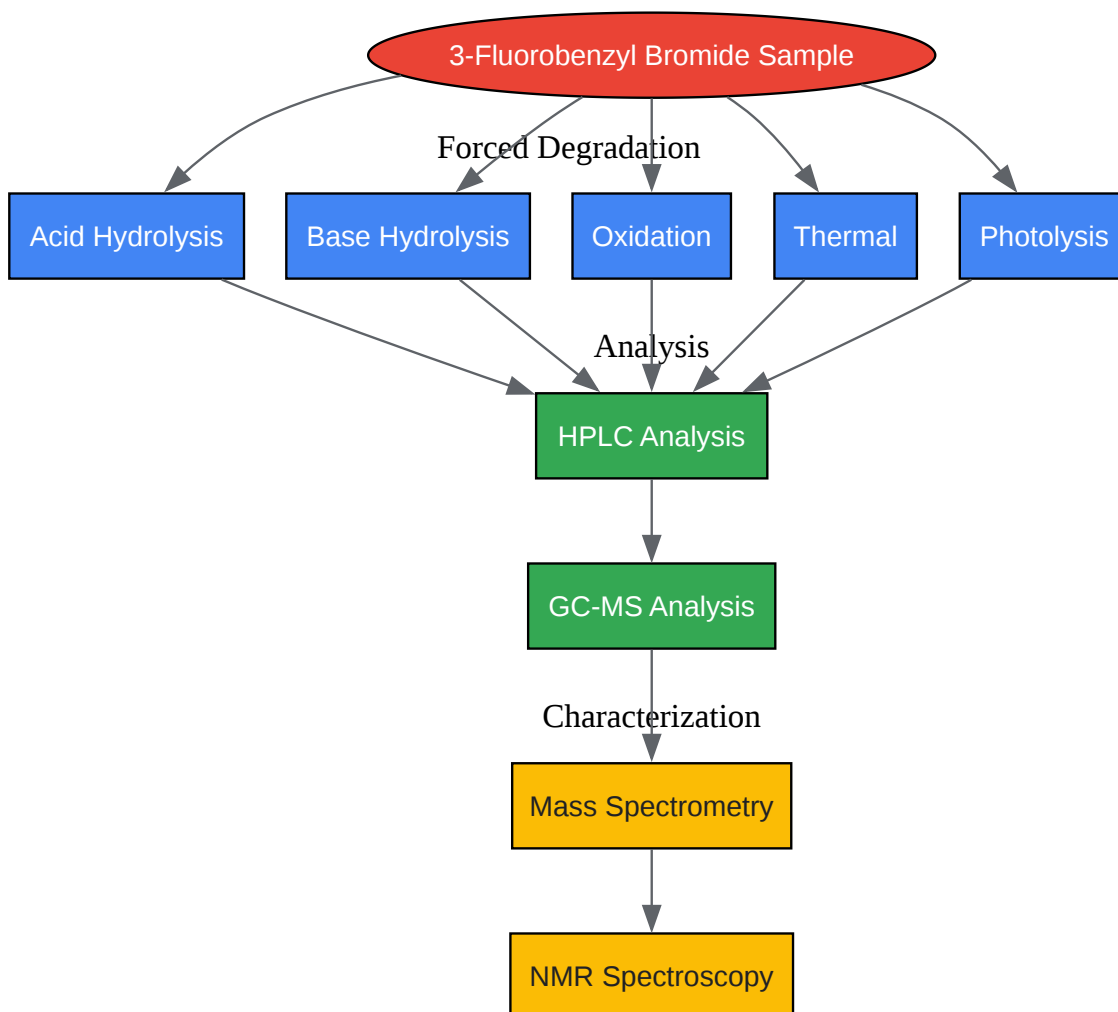 3-Fluorobenzyl Bromide Sample
Forced Degradation
Acid Hydrolysis
Base Hydrolysis
Oxidation
Thermal
Photolysis
Analysis
HPLC Analysis
GC-MS Analysis
Characterization
Mass Spectrometry
NMR Spectroscopy